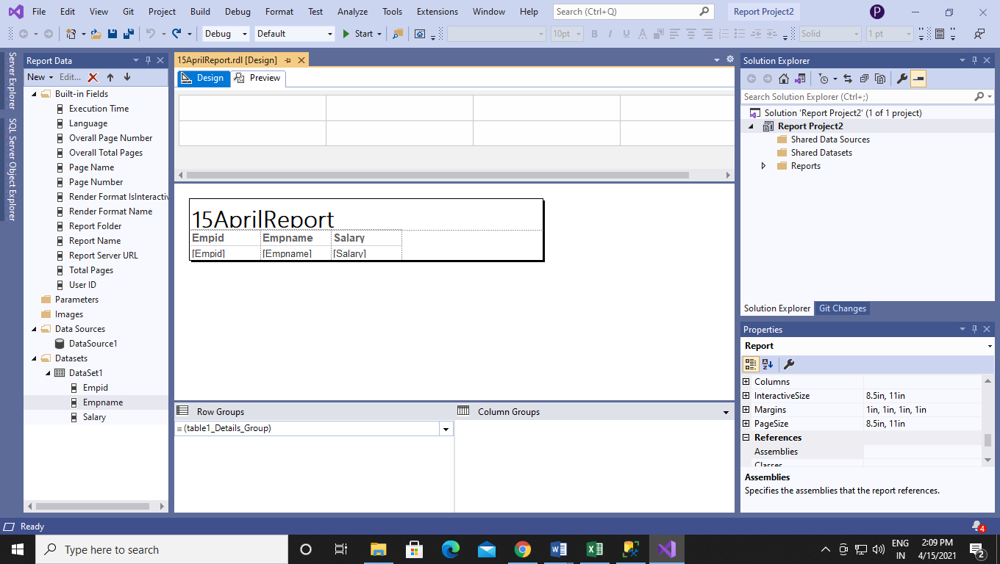 File Edit View Git Project Build Debug Format Test Analyze Tools Extensions Window Help Search (Ctrl+Q) Report Project2 P
Debug Default Start 10pt B I U A Solid 1 pt
Server Explorer
SQL Server Object Explorer
Report Data
New Edit...
Built-in Fields
Execution Time
Language
Overall Page Number
Overall Total Pages
Page Name
Page Number
Render Format IsInteractiv
Render Format Name
Report Folder
Report Name
Report Server URL
Total Pages
User ID
Parameters
Images
Data Sources
DataSource1
Datasets
DataSet1
Empid
Empname
Salary
15AprilReport.rdl [Design]
Design Preview
15AprilReport
Empid Empname Salary
[Empid] [Empname] [Salary]
Row Groups Column Groups
(table1_Details_Group)
Solution Explorer
Search Solution Explorer (Ctrl+;)
Solution 'Report Project2' (1 of 1 project)
Report Project2
Shared Data Sources
Shared Datasets
Reports
Solution Explorer Git Changes
Properties
Report
Columns
InteractiveSize 8.5in, 11in
Margins 1in, 1in, 1in, 1in
PageSize 8.5in, 11in
References
Assemblies
Classes
Assemblies
Specifies the assemblies that the report references.
Ready 4
Type here to search
ENG
IN
2:09 PM
4/15/2021
2